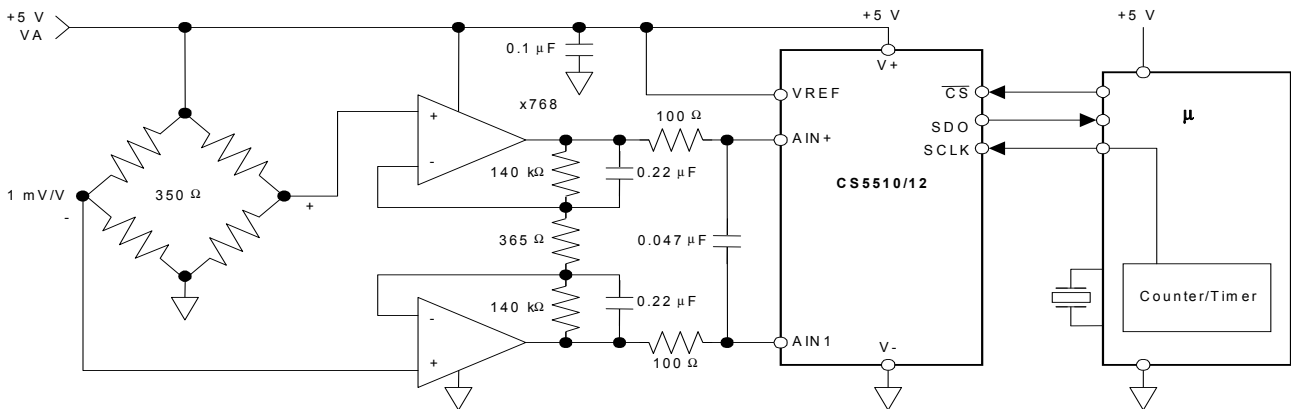 +5 V
VA
+5 V
+5 V
0.1 μF
V+
VREF
CS
μ
x768
+
100 Ω
SDO
AIN+
SCLK
-
140 kΩ
0.22 μF
CS5510/12
1 mV/V
350 Ω
-
+
365 Ω
0.047 μF
0.22 μF
140 kΩ
Counter/Timer
-
AIN1
V-
+
100 Ω